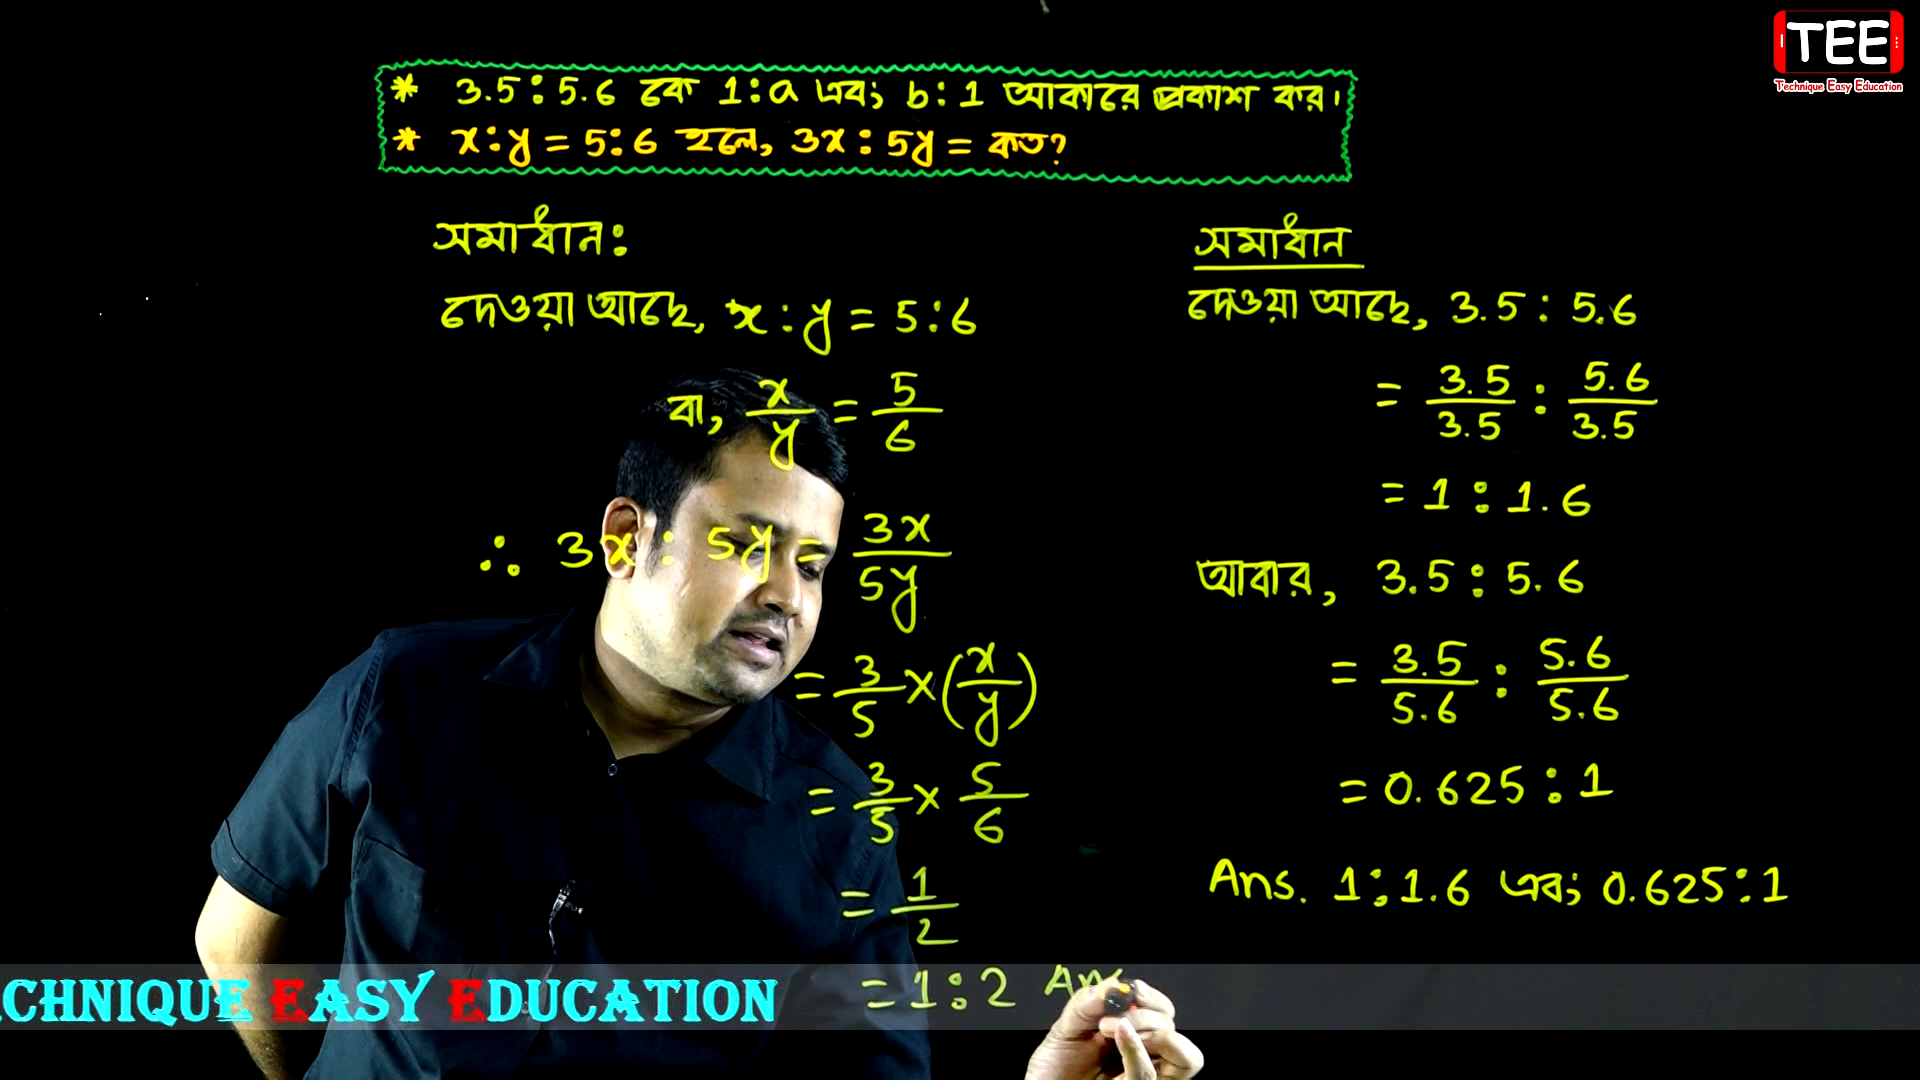 TEE
Technique Easy Education
* 3.5 : 5.6 কে 1 : a এবং b : 1 আকারে প্রকাশ কর।
* x : y = 5 : 6 হলে, 3x : 5y = কত?
সমাধান :
দেওয়া আছে, x : y = 5 : 6
বা, x/y = 5/6
∴ 3x : 5y = 3x/5y
= 3/5 × (x/y)
= 3/5 × 5/6
= 1/2
= 1 : 2 Ans
সমাধান
দেওয়া আছে, 3.5 : 5.6
= 3.5/3.5 : 5.6/3.5
= 1 : 1.6
আবার, 3.5 : 5.6
= 3.5/5.6 : 5.6/5.6
= 0.625 : 1
Ans. 1 : 1.6 এবং 0.625 : 1
CHNIQUE EASY EDUCATION